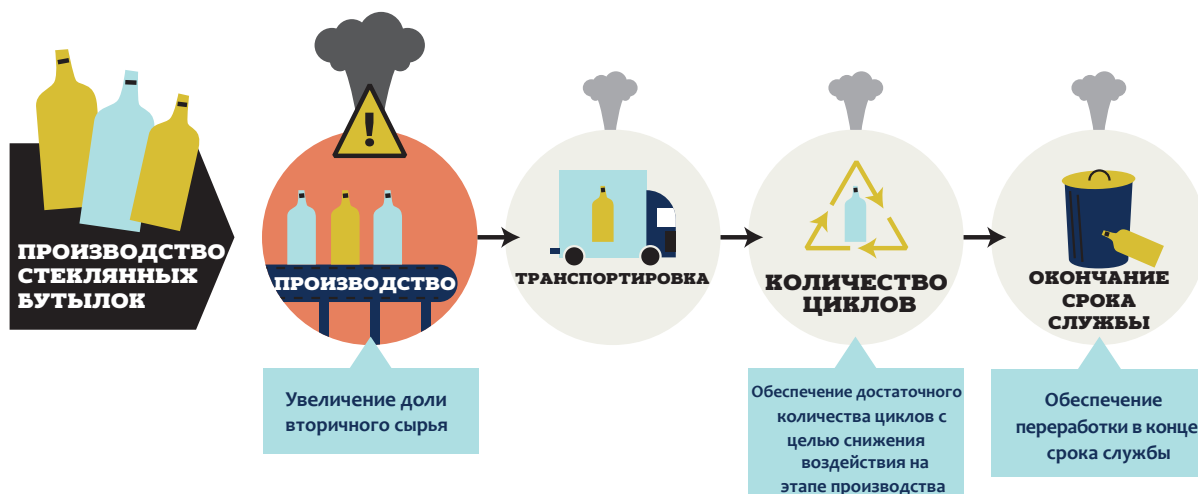 ПРОИЗВОДСТВО
СТЕКЛЯННЫХ
БУТЫЛОК
!
ПРОИЗВОДСТВО
ТРАНСПОРТИРОВКА
КОЛИЧЕСТВО
ЦИКЛОВ
ОКОНЧАНИЕ
СРОКА
СЛУЖБЫ
Увеличение доли
вторичного сырья
Обеспечение достаточного
количества циклов с
целью снижения
воздействия на
этапе производства
Обеспечение
переработки в конце
срока службы